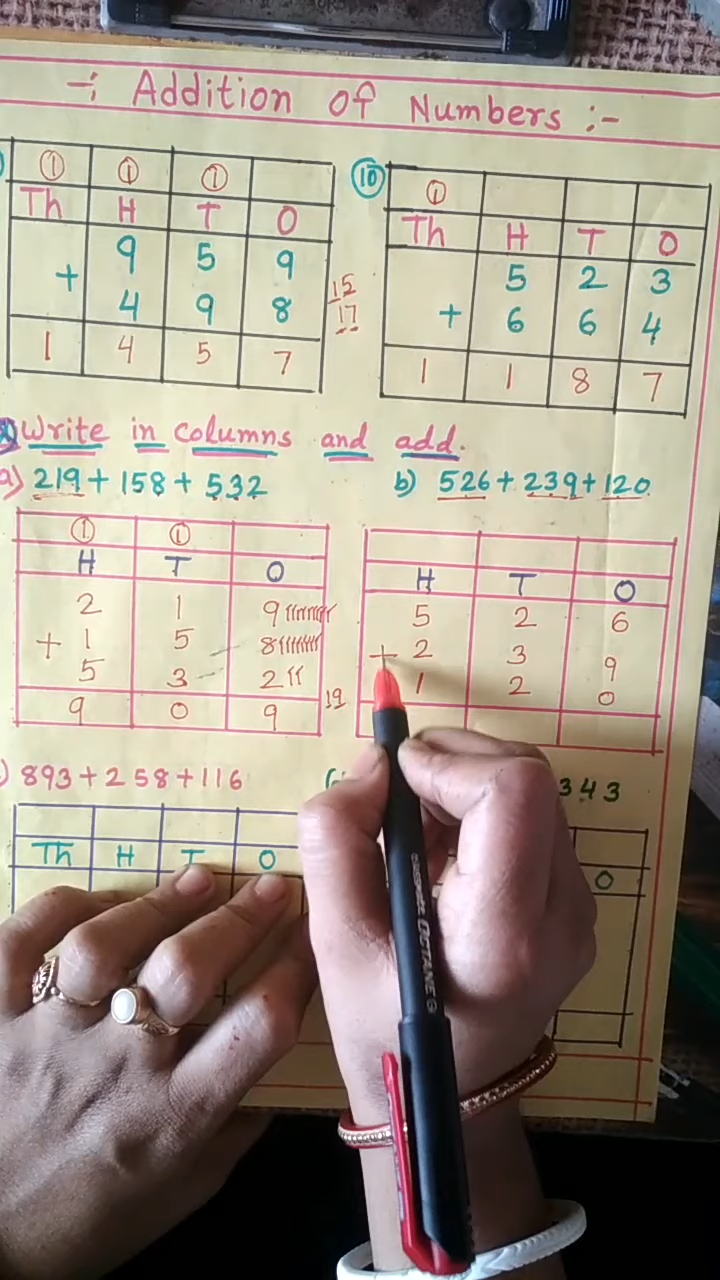 -: Addition of Numbers :-
① ① ①
Th H T O
9 5 9
+ 4 9 8
1 4 5 7
15
17
10
①
Th H T O
5 2 3
+ 6 6 4
1 1 8 7
Write in columns and add.
a) 219 + 158 + 532
① ①
H T O
2 1 9
+ 1 5 8
5 3 2
9 0 9
19
b) 526 + 239 + 120
H T O
5 2 6
+ 2 3 9
1 2 0
) 893 + 258 + 116
Th H T O
+
343
O
OCTANE